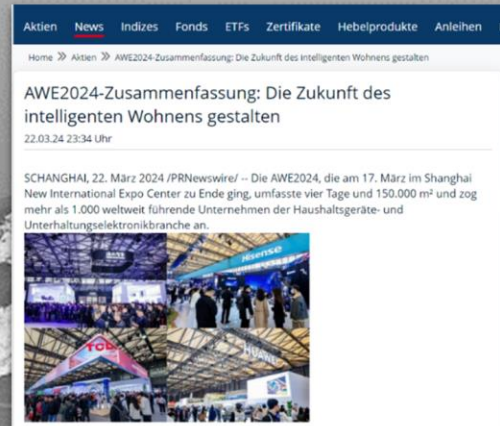 Aktien News Indizes Fonds ETFs Zertifikate Hebelprodukte Anleihen
Home » Aktien » AWE2024-Zusammenfassung: Die Zukunft des intelligenten Wohnens gestalten
AWE2024-Zusammenfassung: Die Zukunft des
intelligenten Wohnens gestalten
22.03.24 23:34 Uhr
SCHANGHAI, 22. März 2024 /PRNewswire/ -- Die AWE2024, die am 17. März im Shanghai
New International Expo Center zu Ende ging, umfasste vier Tage und 150.000 m² und zog
mehr als 1.000 weltweit führende Unternehmen der Haushaltsgeräte- und
Unterhaltungselektronikbranche an.
Hisense
TCL
HUAWEI